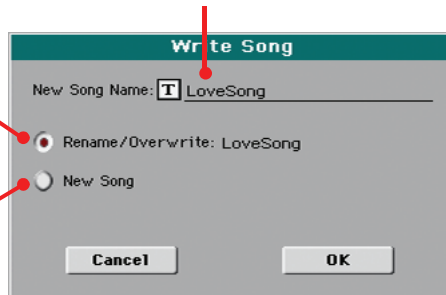 Write Song
New Song Name: T LoveSong
Rename/Overwrite: LoveSong
New Song
Cancel OK